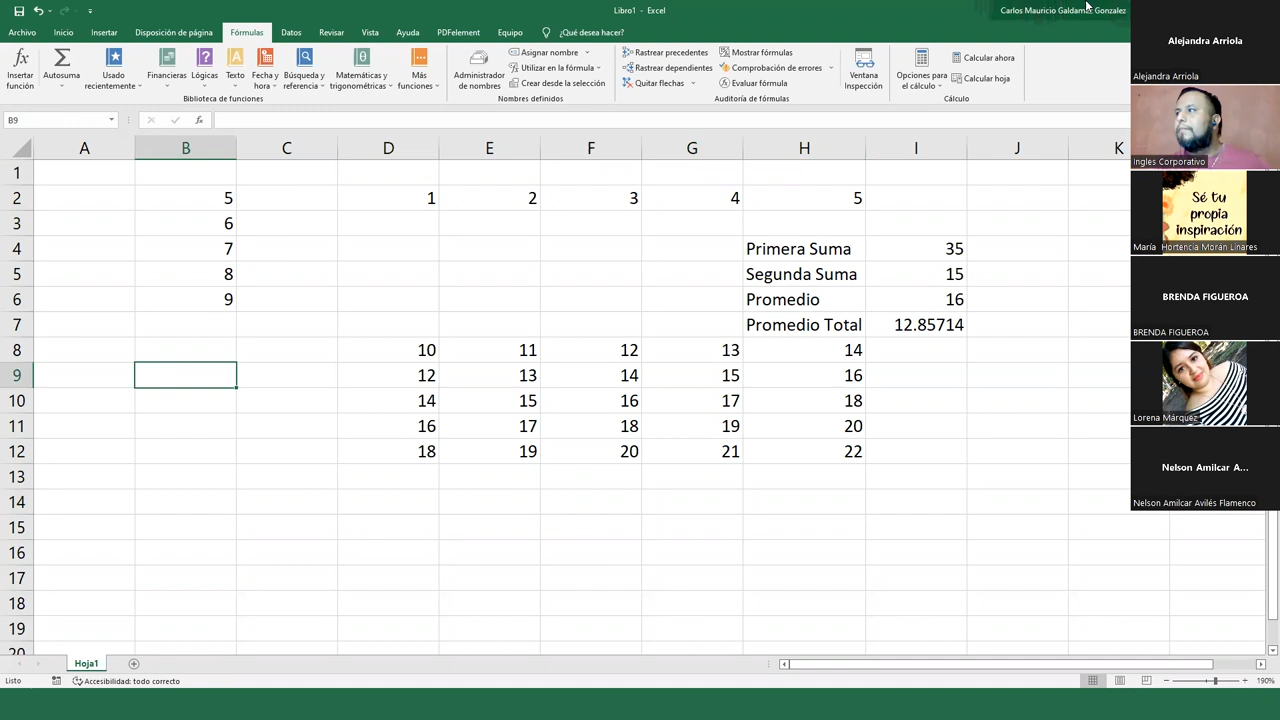 Libro1 - Excel
Carlos Mauricio Galdamez Gonzalez
Archivo Inicio Insertar Disposición de página Fórmulas Datos Revisar Vista Ayuda PDFelement Equipo ¿Qué desea hacer?
fx
Insertar función
Autosuma
Usado recientemente
Financieras
Lógicas
Texto
Fecha y hora
Búsqueda y referencia
Matemáticas y trigonométricas
Más funciones
Biblioteca de funciones
Administrador de nombres
Asignar nombre
Utilizar en la fórmula
Crear desde la selección
Nombres definidos
Rastrear precedentes
Rastrear dependientes
Quitar flechas
Mostrar fórmulas
Comprobación de errores
Evaluar fórmula
Auditoría de fórmulas
Ventana Inspección
Opciones para el cálculo
Calcular ahora
Calcular hoja
Cálculo
B9
fx
A B C D E F G H I J K
1
2 5 1 2 3 4 5
3 6
4 7 Primera Suma 35
5 8 Segunda Suma 15
6 9 Promedio 16
7 Promedio Total 12.85714
8 10 11 12 13 14
9 12 13 14 15 16
10 14 15 16 17 18
11 16 17 18 19 20
12 18 19 20 21 22
13
14
15
16
17
18
19
20
Hoja1
Listo
Accesibilidad: todo correcto
190%
Alejandra Arriola
Alejandra Arriola
Ingles Corporativo
Sé tu
propia
inspiración
María Hortencia Morán Linares
BRENDA FIGUEROA
BRENDA FIGUEROA
Lorena Márquez
Nelson Amilcar A...
Nelson Amilcar Avilés Flamenco